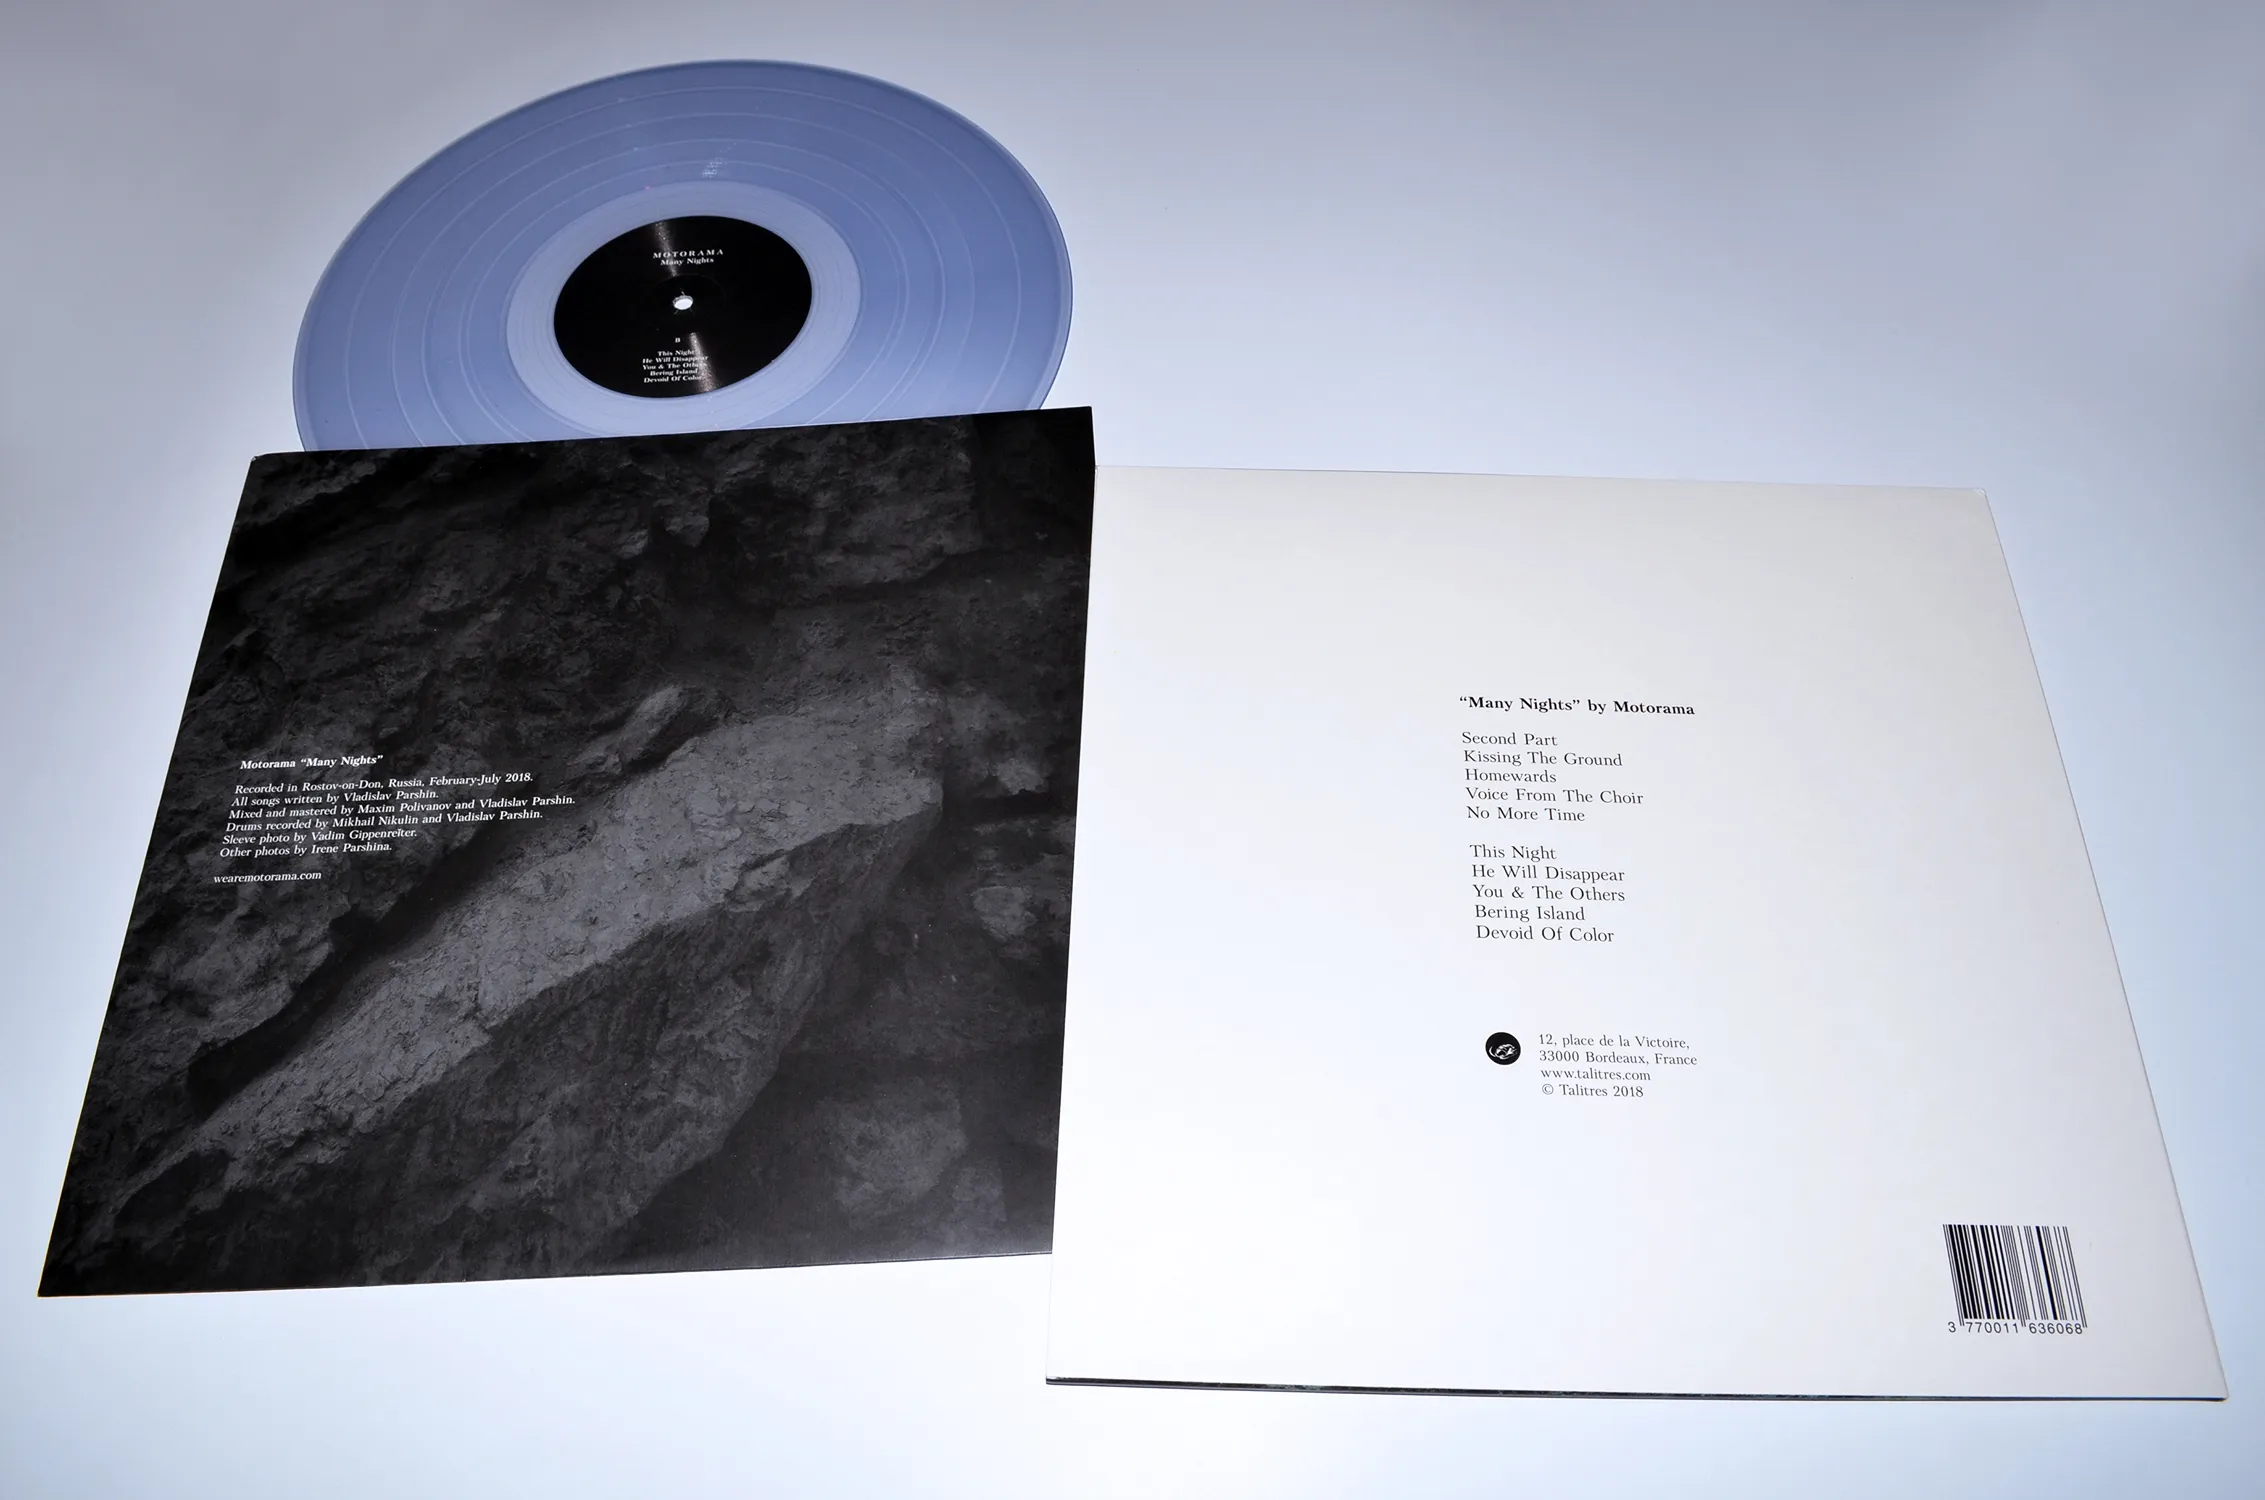 MOTORAMA
Many Nights
B
This Night
He Will Disappear
You & The Others
Bering Island
Devoid Of Color
Motorama “Many Nights”
Recorded in Rostov-on-Don, Russia, February-July 2018.
All songs written by Vladislav Parshin.
Mixed and mastered by Maxim Polivanov and Vladislav Parshin.
Drums recorded by Mikhail Nikulin and Vladislav Parshin.
Sleeve photo by Vadim Gippenreiter.
Other photos by Irene Parshina.
wearemotorama.com
“Many Nights” by Motorama
Second Part
Kissing The Ground
Homewards
Voice From The Choir
No More Time
This Night
He Will Disappear
You & The Others
Bering Island
Devoid Of Color
12, place de la Victoire,
33000 Bordeaux, France
www.talitres.com
© Talitres 2018
3 770011 636068